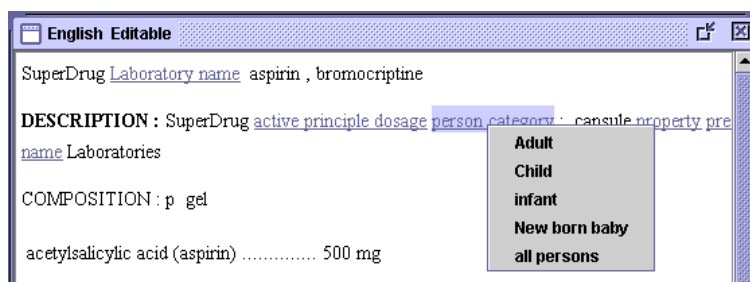 English Editable
SuperDrug Laboratory name aspirin , bromocriptine
DESCRIPTION : SuperDrug active principle dosage person category : capsule property pre
name Laboratories
Adult
Child
infant
New born baby
all persons
COMPOSITION : p gel
acetylsalicylic acid (aspirin) .............. 500 mg